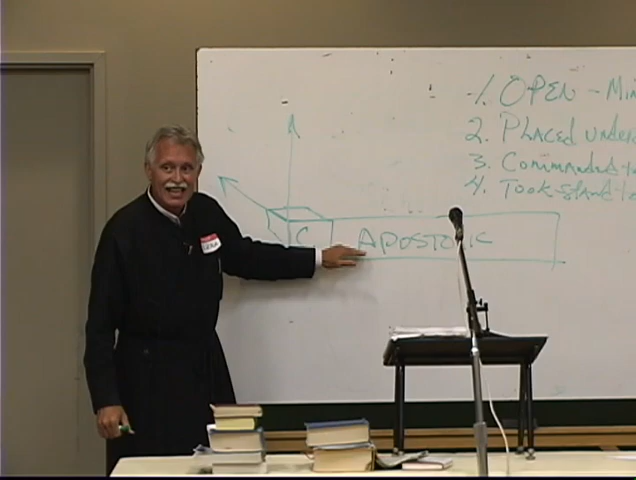 1. OPEN - Min
2. Placed under
3. Commanded
4. Took stand
C APOSTOLIC